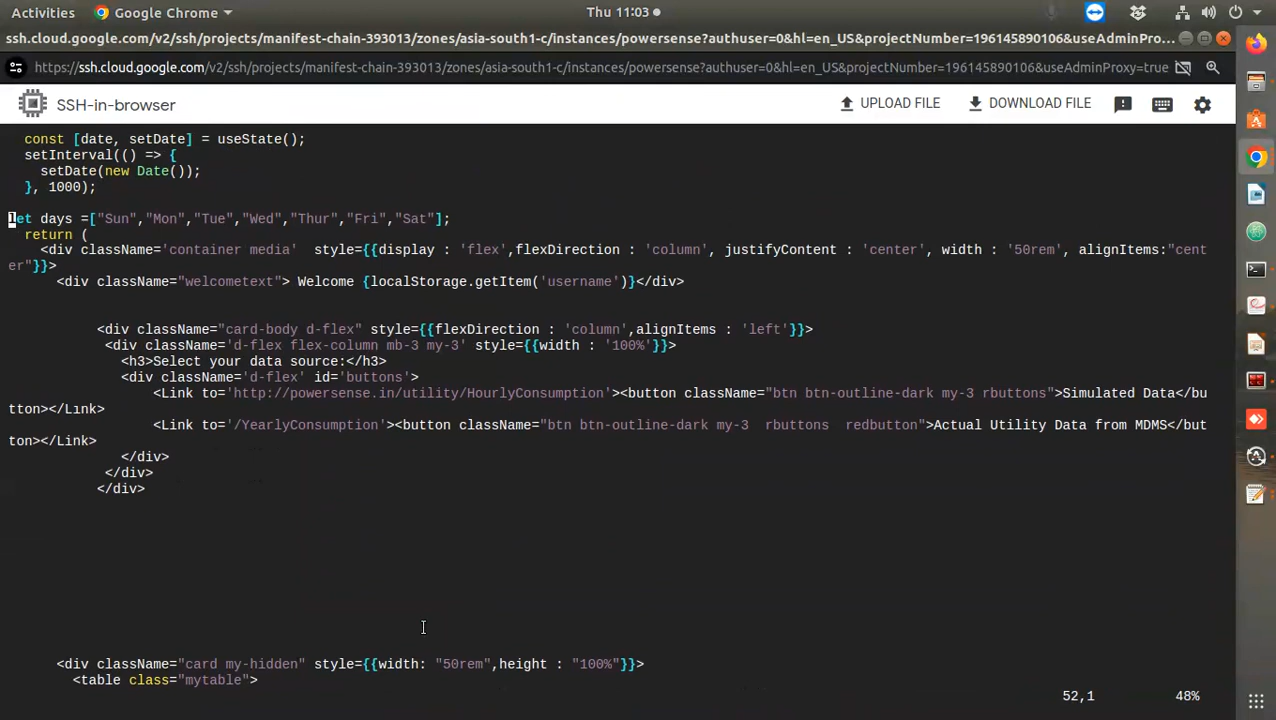 Activities Google Chrome Thu 11:03
ssh.cloud.google.com/v2/ssh/projects/manifest-chain-393013/zones/asia-south1-c/instances/powersense?authuser=0&hl=en_US&projectNumber=196145890106&useAdminPro...
https://ssh.cloud.google.com/v2/ssh/projects/manifest-chain-393013/zones/asia-south1-c/instances/powersense?authuser=0&hl=en_US&projectNumber=196145890106&useAdminProxy=true
SSH-in-browser UPLOAD FILE DOWNLOAD FILE
const [date, setDate] = useState();
setInterval(() => {
setDate(new Date());
}, 1000);
let days =["Sun","Mon","Tue","Wed","Thur","Fri","Sat"];
return (
<div className='container media'  style={{display : 'flex',flexDirection : 'column', justifyContent : 'center', width : '50rem', alignItems:"cent
er"}}>
<div className="welcometext"> Welcome {localStorage.getItem('username')}</div>
<div className="card-body d-flex" style={{flexDirection : 'column',alignItems : 'left'}}>
<div className='d-flex flex-column mb-3 my-3' style={{width : '100%'}}>
<h3>Select your data source:</h3>
<div className='d-flex' id='buttons'>
<Link to='http://powersense.in/utility/HourlyConsumption'><button className="btn btn-outline-dark my-3 rbuttons">Simulated Data</bu
tton></Link>
<Link to='/YearlyConsumption'><button className="btn btn-outline-dark my-3  rbuttons  redbutton">Actual Utility Data from MDMS</but
ton></Link>
</div>
</div>
</div>
<div className="card my-hidden" style={{width: "50rem",height : "100%"}}>
<table class="mytable">
52,1 48%